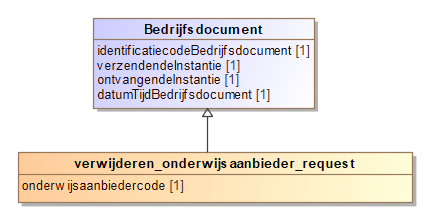 Bedrijfsdocument
identificatiecodeBedrijfsdocument [1]
verzendendeInstantie [1]
ontvangendeInstantie [1]
datumTijdBedrijfsdocument [1]
verwijderen_onderwijsaanbieder_request
onderwijsaanbiedercode [1]